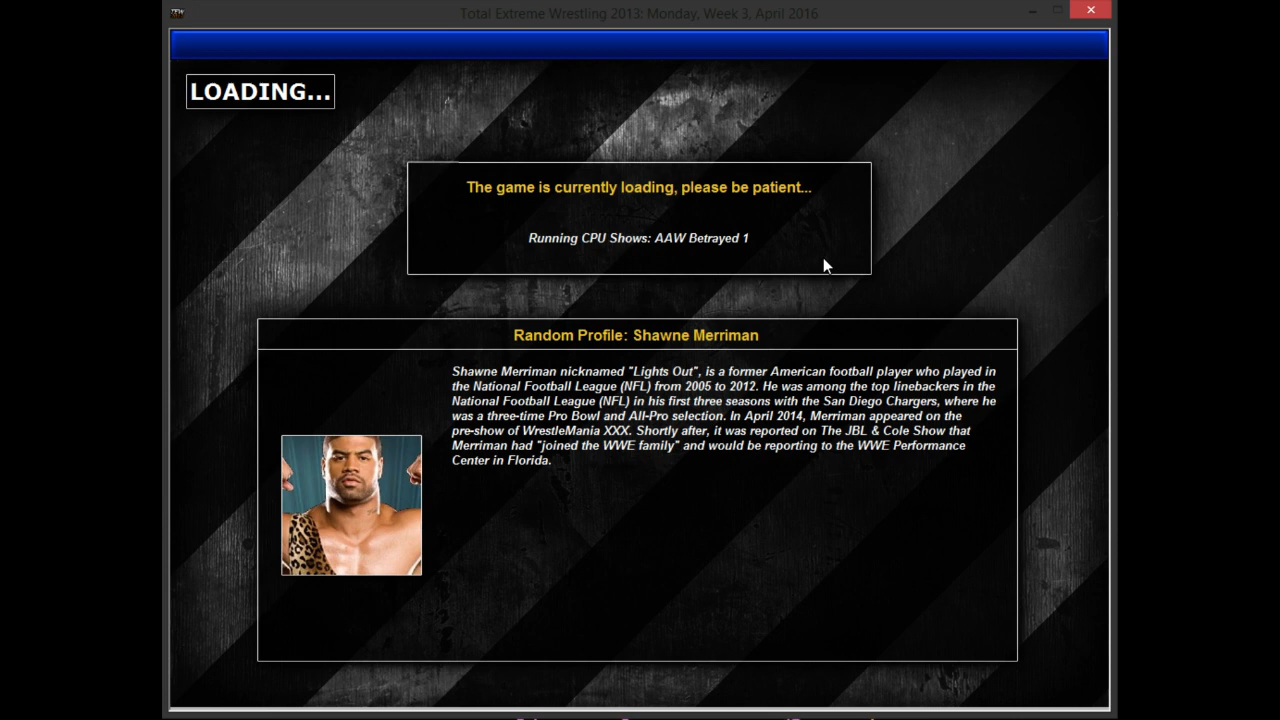 Total Extreme Wrestling 2013: Monday, Week 3, April 2016
LOADING...
The game is currently loading, please be patient...
Running CPU Shows: AAW Betrayed 1
Random Profile: Shawne Merriman
Shawne Merriman nicknamed "Lights Out", is a former American football player who played in
the National Football League (NFL) from 2005 to 2012. He was among the top linebackers in the
National Football League (NFL) in his first three seasons with the San Diego Chargers, where he
was a three-time Pro Bowl and All-Pro selection. In April 2014, Merriman appeared on the
pre-show of WrestleMania XXX. Shortly after, it was reported on The JBL & Cole Show that
Merriman had "joined the WWE family" and would be reporting to the WWE Performance
Center in Florida.